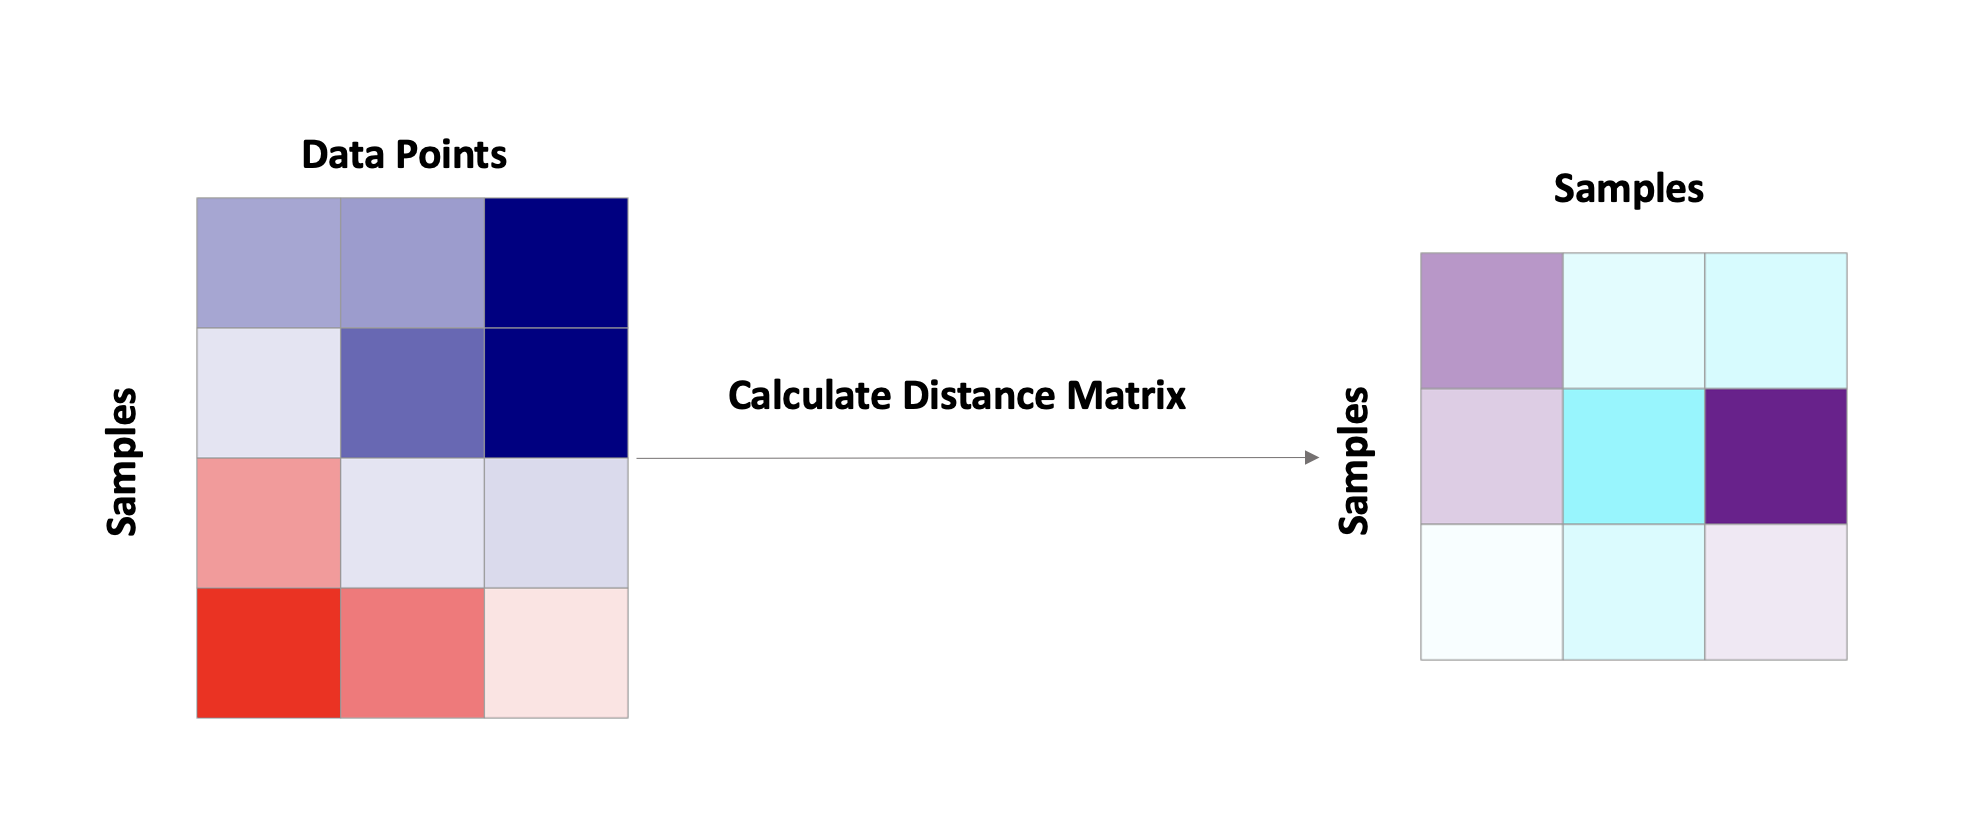 Data Points
Samples
Calculate Distance Matrix
Samples
Samples